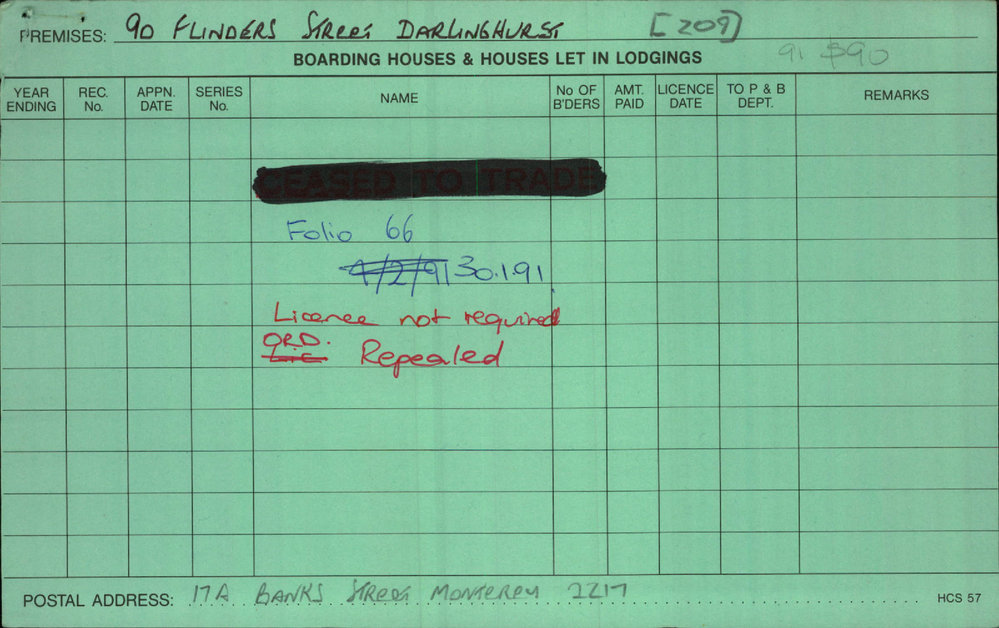 PREMISES: 90 FLINDERS STREET DARLINGHURST [209]
BOARDING HOUSES & HOUSES LET IN LODGINGS 91 $90
YEAR ENDING REC. No. APPN. DATE SERIES No. NAME No OF B'DERS AMT. PAID LICENCE DATE TO P & B DEPT. REMARKS
CEASED TO TRADE
Folio 66
1/2/91 30.1.91.
Licence not required
ORD.
Lic Repealed
POSTAL ADDRESS: 17A BANKS STREET MONTEREY 2217 HCS 57